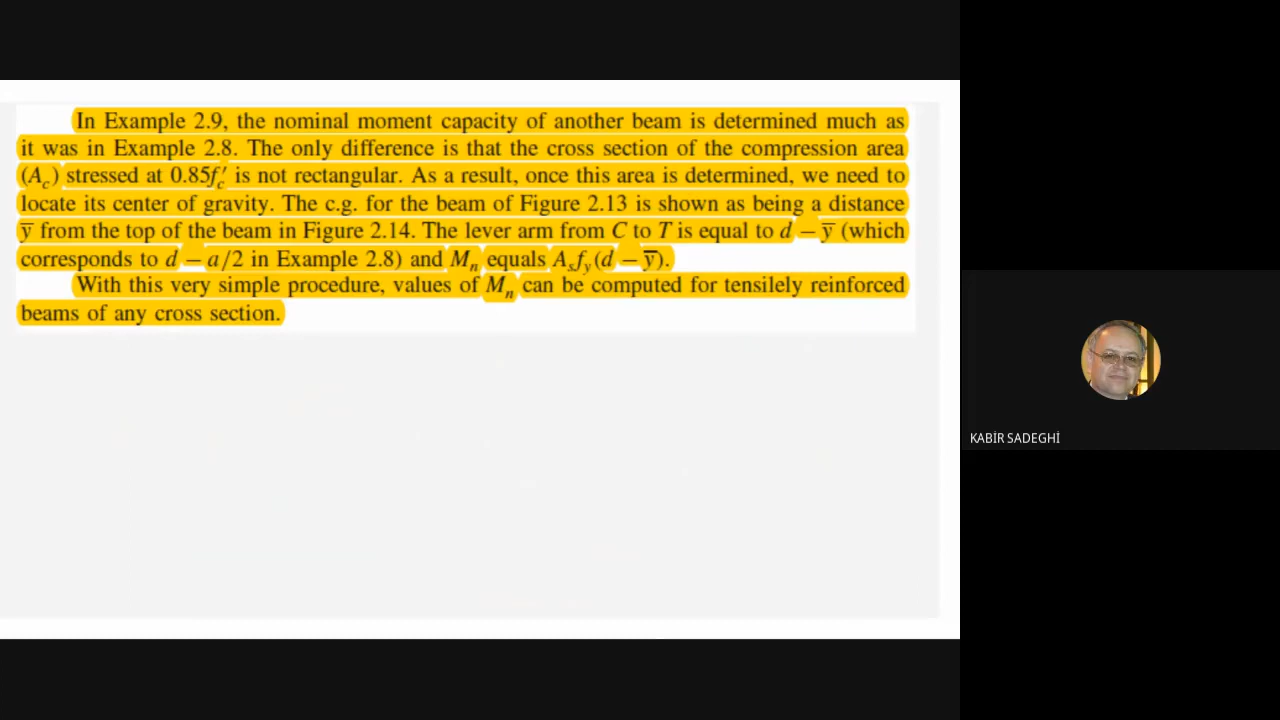 In Example 2.9, the nominal moment capacity of another beam is determined much as
it was in Example 2.8. The only difference is that the cross section of the compression area
(A_c) stressed at 0.85f'_c is not rectangular. As a result, once this area is determined, we need to
locate its center of gravity. The c.g. for the beam of Figure 2.13 is shown as being a distance
y̅ from the top of the beam in Figure 2.14. The lever arm from C to T is equal to d − y̅ (which
corresponds to d − a/2 in Example 2.8) and M_n equals A_s f_y (d − y̅).
With this very simple procedure, values of M_n can be computed for tensilely reinforced
beams of any cross section.
KABİR SADEGHİ